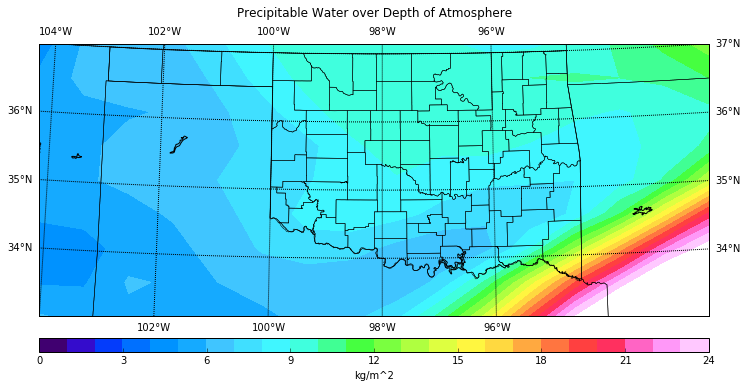 Precipitable Water over Depth of Atmosphere
104°W 102°W 100°W 98°W 96°W
37°N
36°N 36°N
35°N 35°N
34°N 34°N
102°W 100°W 98°W 96°W
0 3 6 9 12 15 18 21 24
kg/m^2